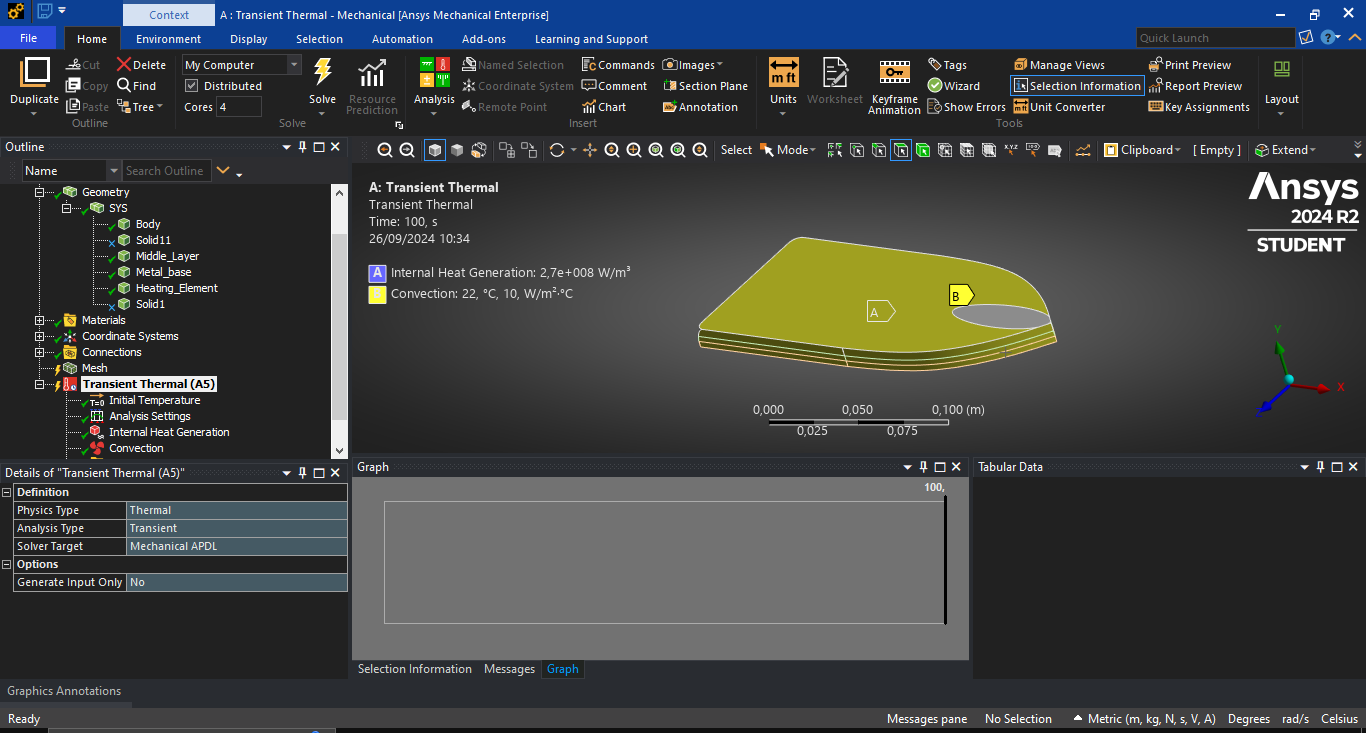 Context
A : Transient Thermal - Mechanical [Ansys Mechanical Enterprise]
File Home Environment Display Selection Automation Add-ons Learning and Support
Quick Launch
Duplicate
Cut
Copy
Paste
Delete
Find
Tree
Outline
My Computer
Distributed
Cores 4
Solve
Resource
Prediction
Solve
Analysis
Named Selection
Coordinate System
Remote Point
Commands
Comment
Chart
Images
Section Plane
Annotation
Insert
m ft
Units
Worksheet
Keyframe
Animation
Tags
Wizard
Show Errors
Manage Views
Selection Information
Unit Converter
Print Preview
Report Preview
Key Assignments
Tools
Layout
Outline
Name
Search Outline
Select Mode
X,Y,Z
Clipboard
[ Empty ]
Extend
Geometry
SYS
Body
Solid11
Middle_Layer
Metal_base
Heating_Element
Solid1
Materials
Coordinate Systems
Connections
Mesh
Transient Thermal (A5)
T=0 Initial Temperature
Analysis Settings
Internal Heat Generation
Convection
A: Transient Thermal
Transient Thermal
Time: 100, s
26/09/2024 10:34
A Internal Heat Generation: 2,7e+008 W/m³
Convection: 22, °C, 10, W/m²·°C
Ansys
2024 R2
STUDENT
A
B
0,000 0,050 0,100 (m)
0,025 0,075
Y
X
Z
Details of "Transient Thermal (A5)"
Definition
Physics Type Thermal
Analysis Type Transient
Solver Target Mechanical APDL
Options
Generate Input Only No
Graph
100,
Tabular Data
Selection Information Messages Graph
Graphics Annotations
Ready
Messages pane No Selection Metric (m, kg, N, s, V, A) Degrees rad/s Celsius